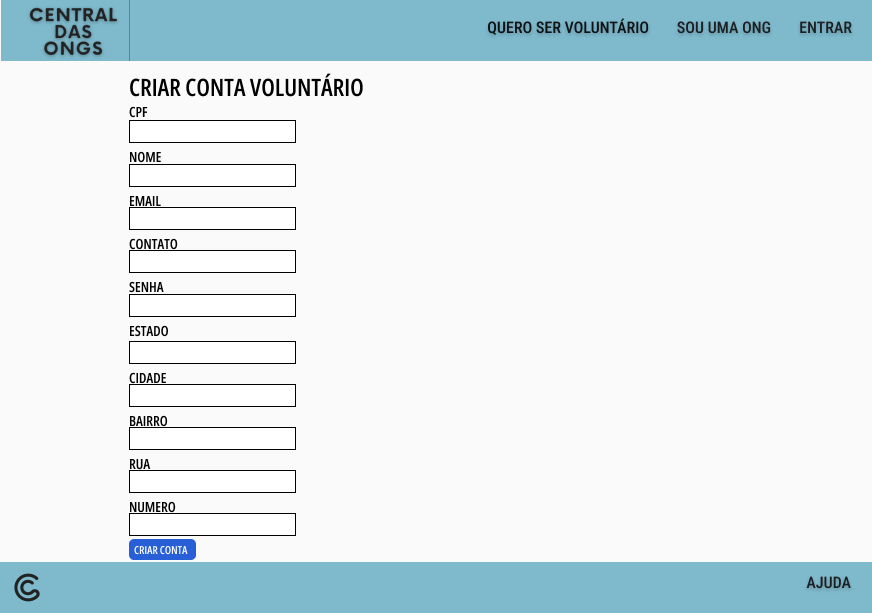 CENTRAL
DAS
ONGS
QUERO SER VOLUNTÁRIO
SOU UMA ONG
ENTRAR
CRIAR CONTA VOLUNTÁRIO
CPF
NOME
EMAIL
CONTATO
SENHA
ESTADO
CIDADE
BAIRRO
RUA
NUMERO
CRIAR CONTA
AJUDA